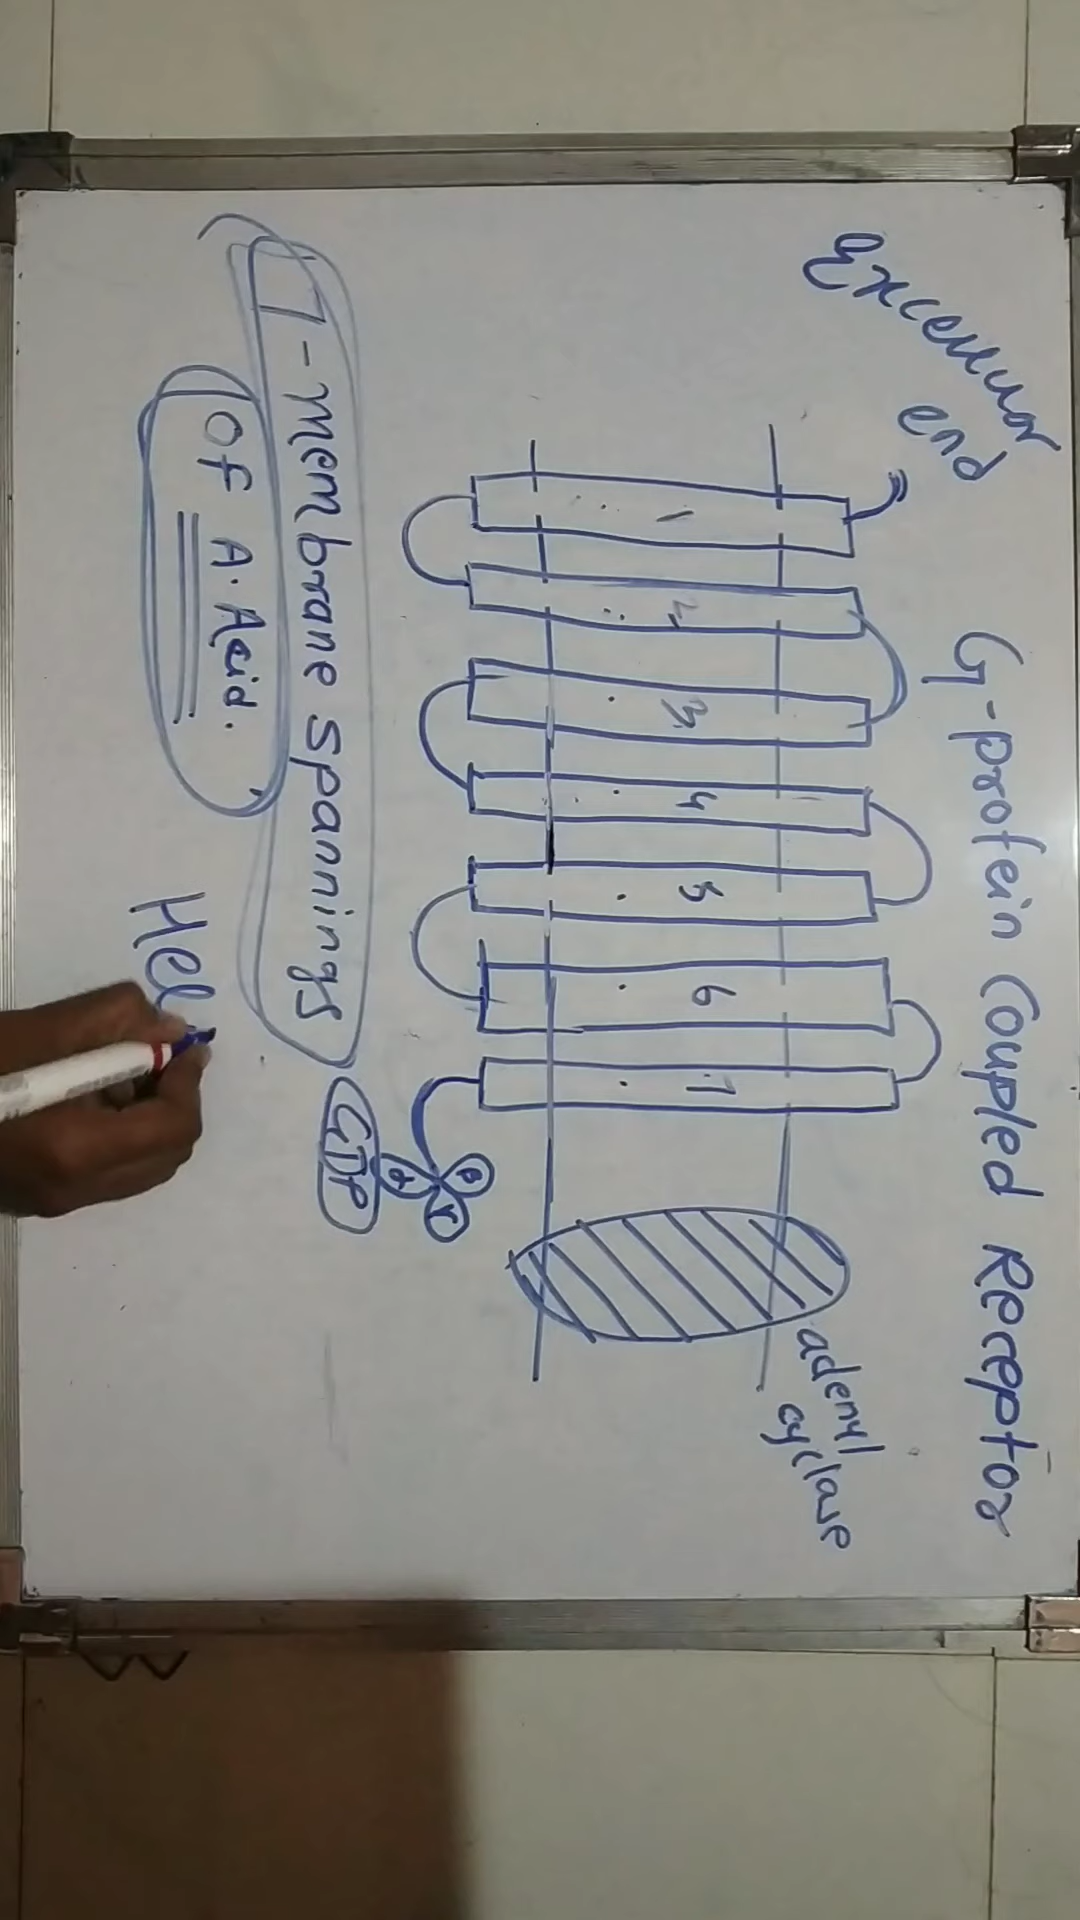 G-protein Coupled Receptor
Excellular
end
adenyl
cyclase
1 2 3 4 5 6 7
β
α γ
GDP
7-membrane spannings
OF A. Acid.
Hel